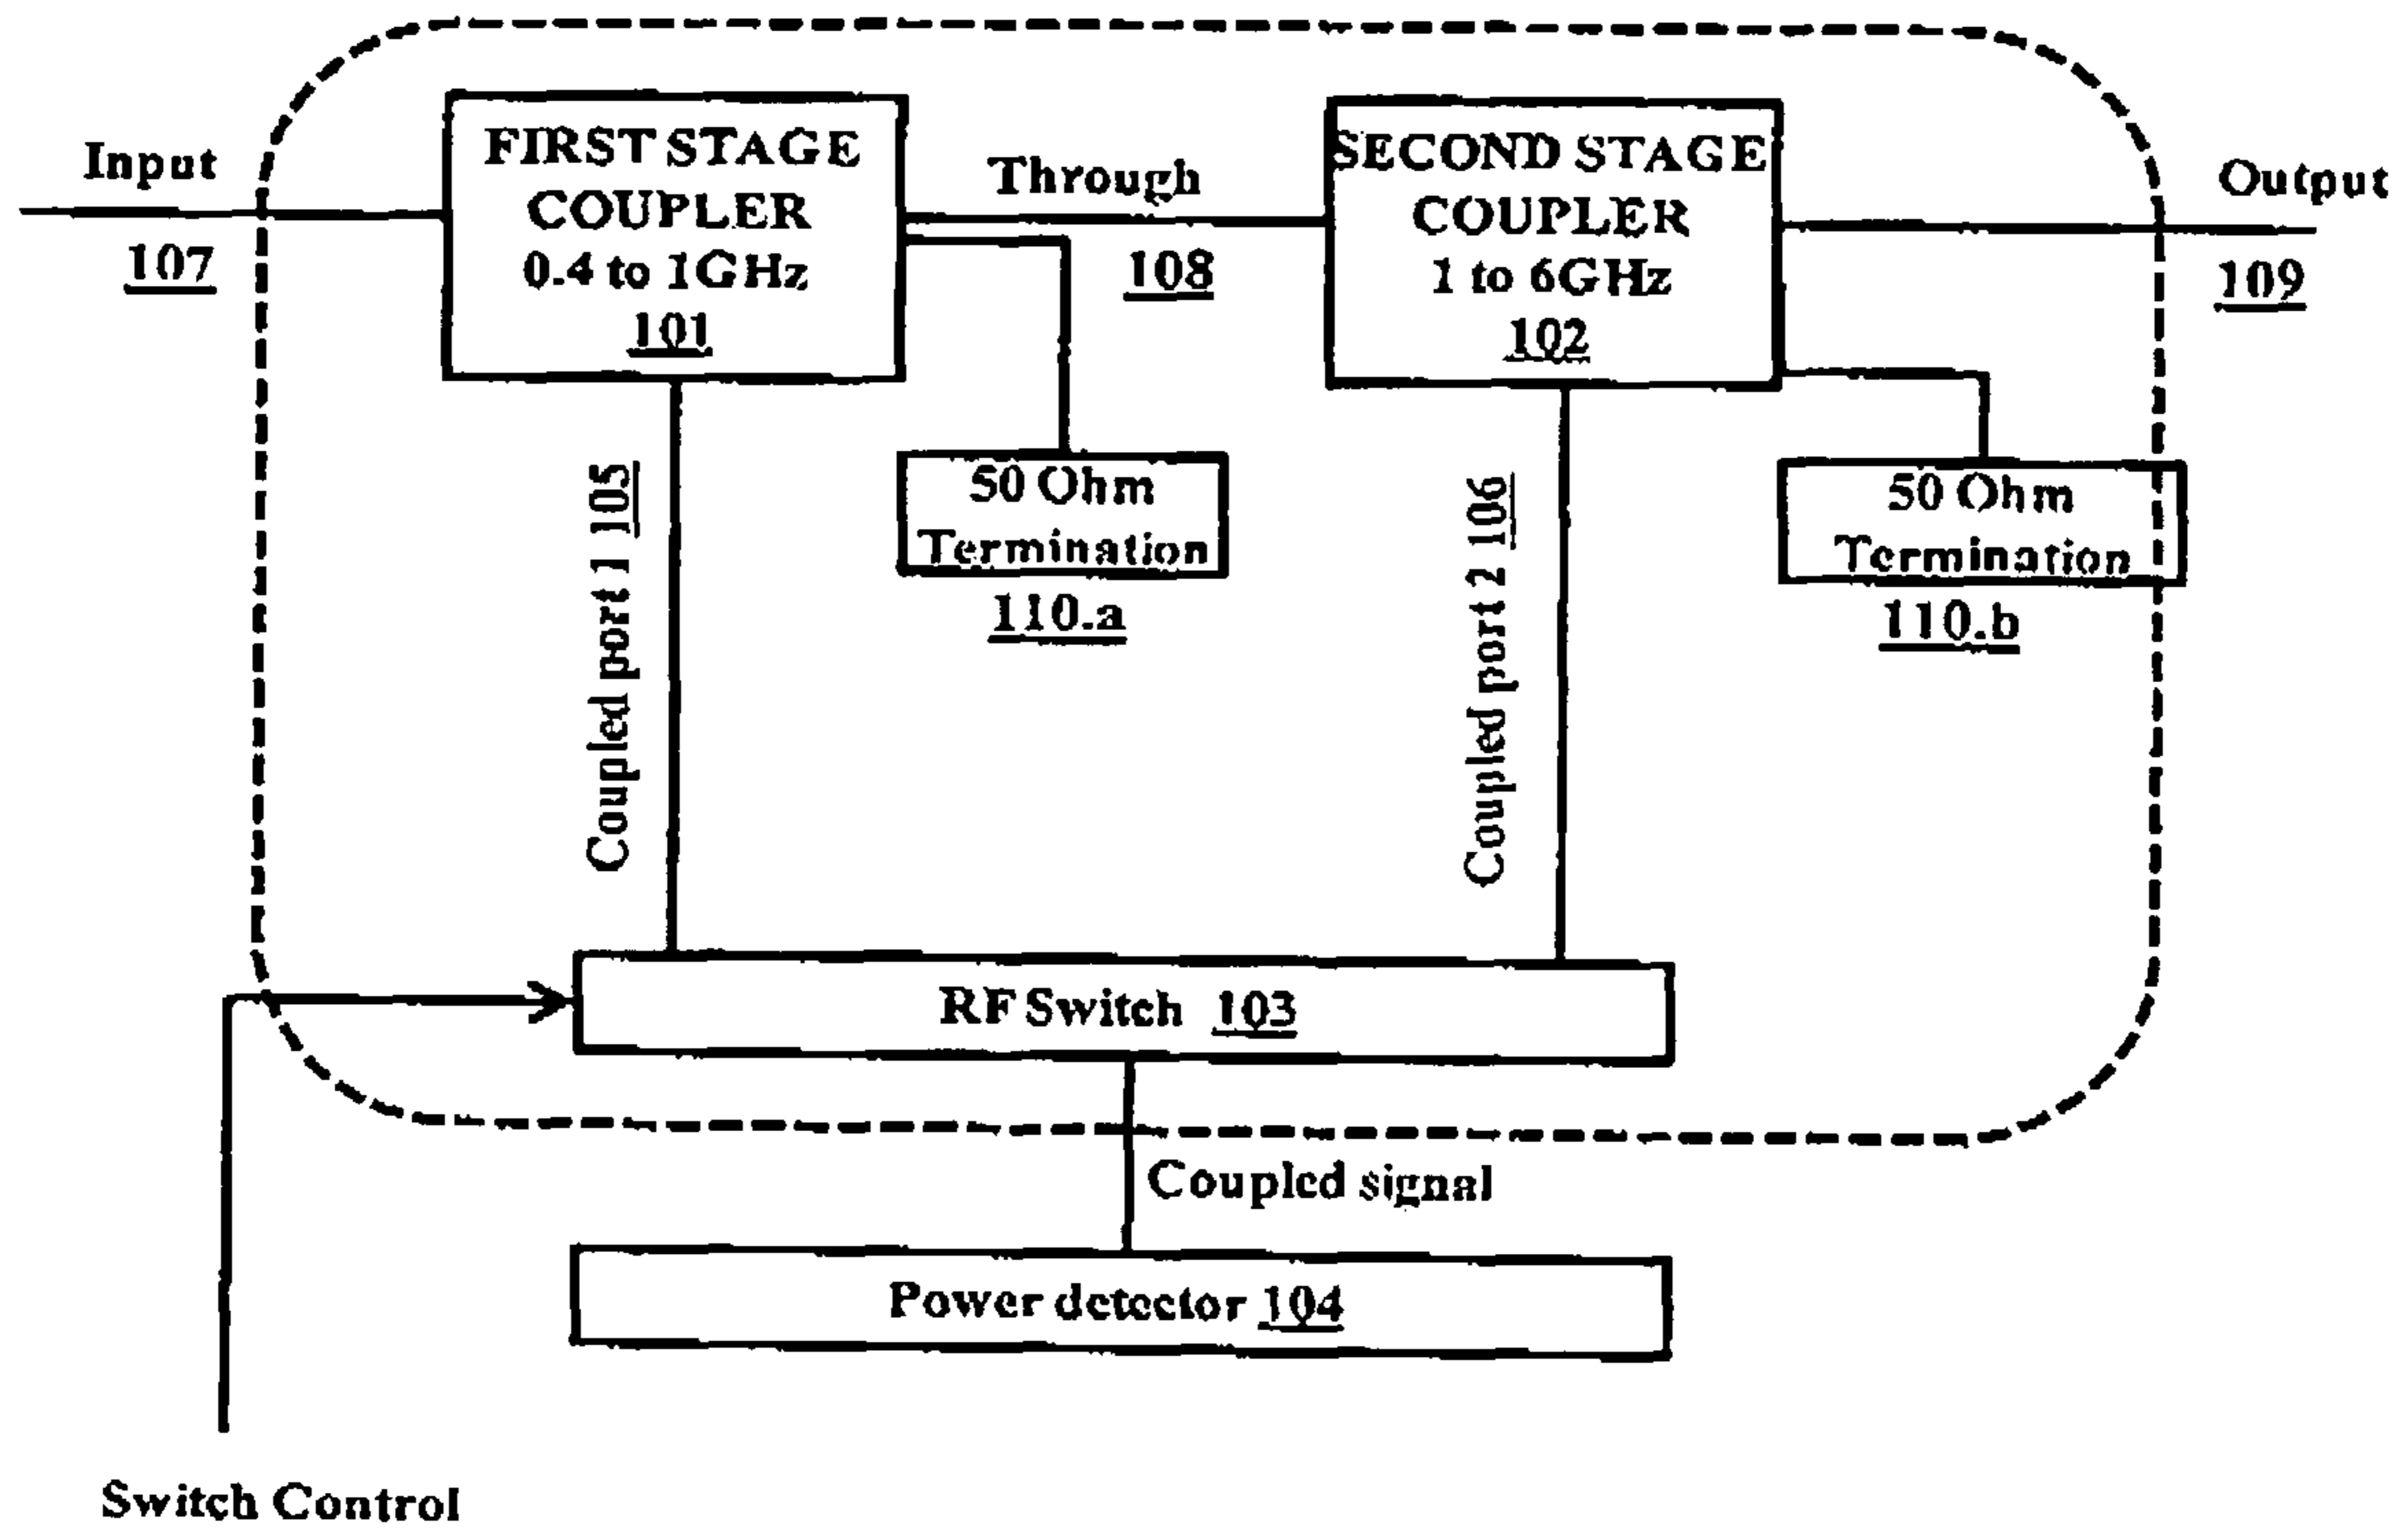 Input
107
FIRST STAGE
COUPLER
0.4 to 1GHz
101
Through
108
SECOND STAGE
COUPLER
1 to 6GHz
102
Output
109
50 Ohm
Termination
110.a
50 Ohm
Termination
110.b
Coupled port 1 105
Coupled port 2 106
RF Switch 103
Coupled signal
Power detector 104
Switch Control